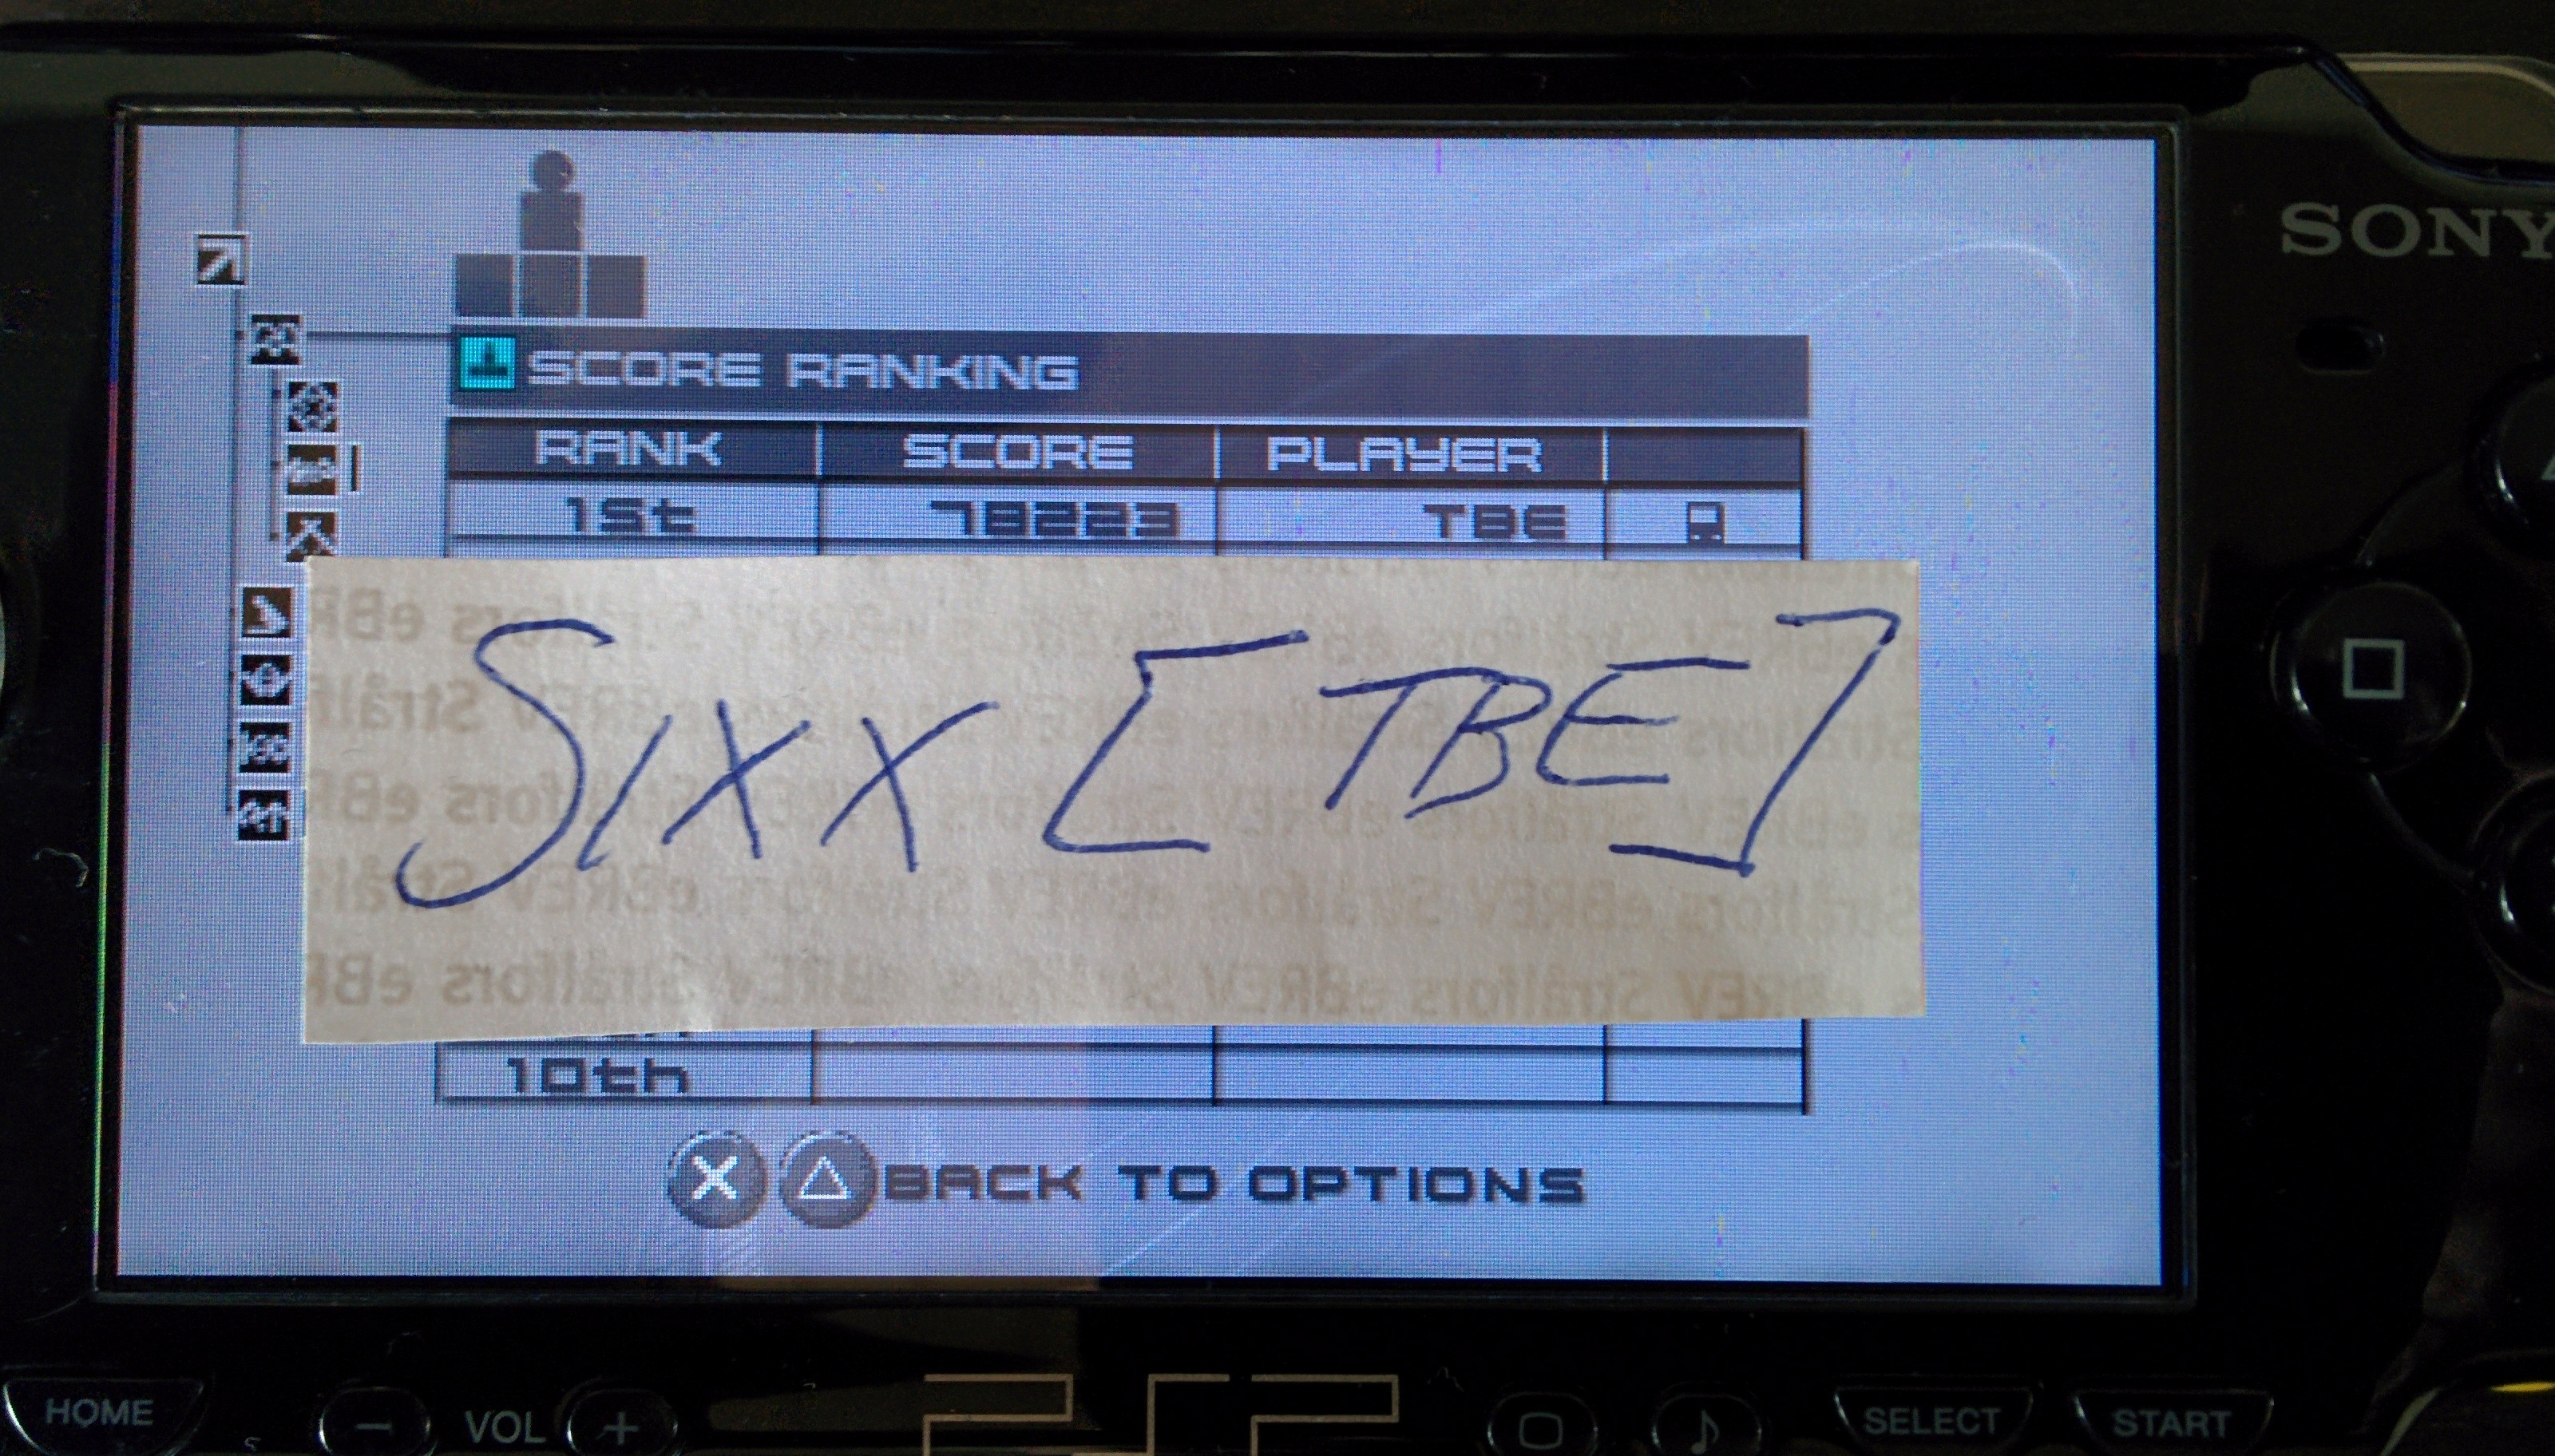 SONY
SCORE RANKING
RANK SCORE PLAYER
1St 78223 TBE
SIXX [TBE]
10th
BACK TO OPTIONS
HOME VOL SELECT START